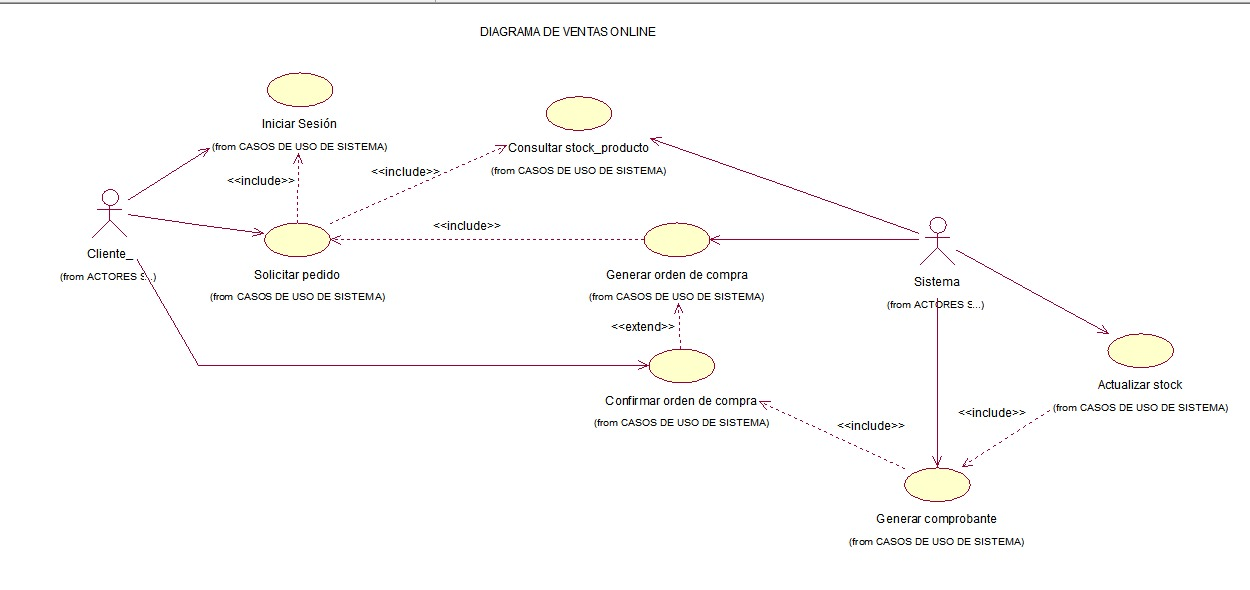 DIAGRAMA DE VENTAS ONLINE
Iniciar Sesión
(from CASOS DE USO DE SISTEMA)
Consultar stock_producto
(from CASOS DE USO DE SISTEMA)
<<include>>
<<include>>
<<include>>
Cliente_
(from ACTORES S...)
Solicitar pedido
(from CASOS DE USO DE SISTEMA)
Generar orden de compra
(from CASOS DE USO DE SISTEMA)
Sistema
(from ACTORES S...)
<<extend>>
Confirmar orden de compra
(from CASOS DE USO DE SISTEMA)
Actualizar stock
(from CASOS DE USO DE SISTEMA)
<<include>>
<<include>>
Generar comprobante
(from CASOS DE USO DE SISTEMA)